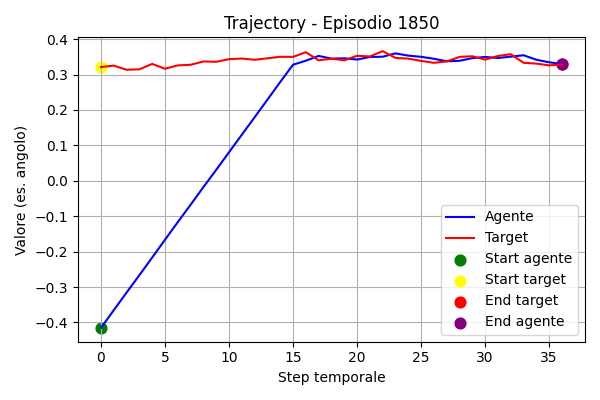 Trajectory - Episodio 1850
Valore (es. angolo)
0.4
0.3
0.2
0.1
0.0
−0.1
−0.2
−0.3
−0.4
0
5
10
15
20
25
30
35
Step temporale
Agente
Target
Start agente
Start target
End target
End agente